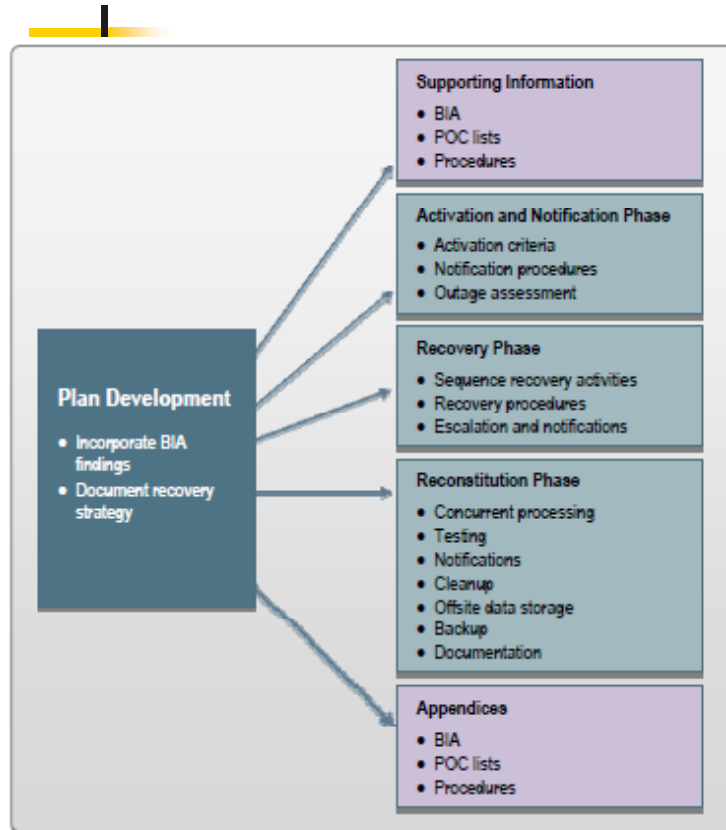 Plan Development
• Incorporate BIA
findings
• Document recovery
strategy
Supporting Information
• BIA
• POC lists
• Procedures
Activation and Notification Phase
• Activation criteria
• Notification procedures
• Outage assessment
Recovery Phase
• Sequence recovery activities
• Recovery procedures
• Escalation and notifications
Reconstitution Phase
• Concurrent processing
• Testing
• Notifications
• Cleanup
• Offsite data storage
• Backup
• Documentation
Appendices
• BIA
• POC lists
• Procedures